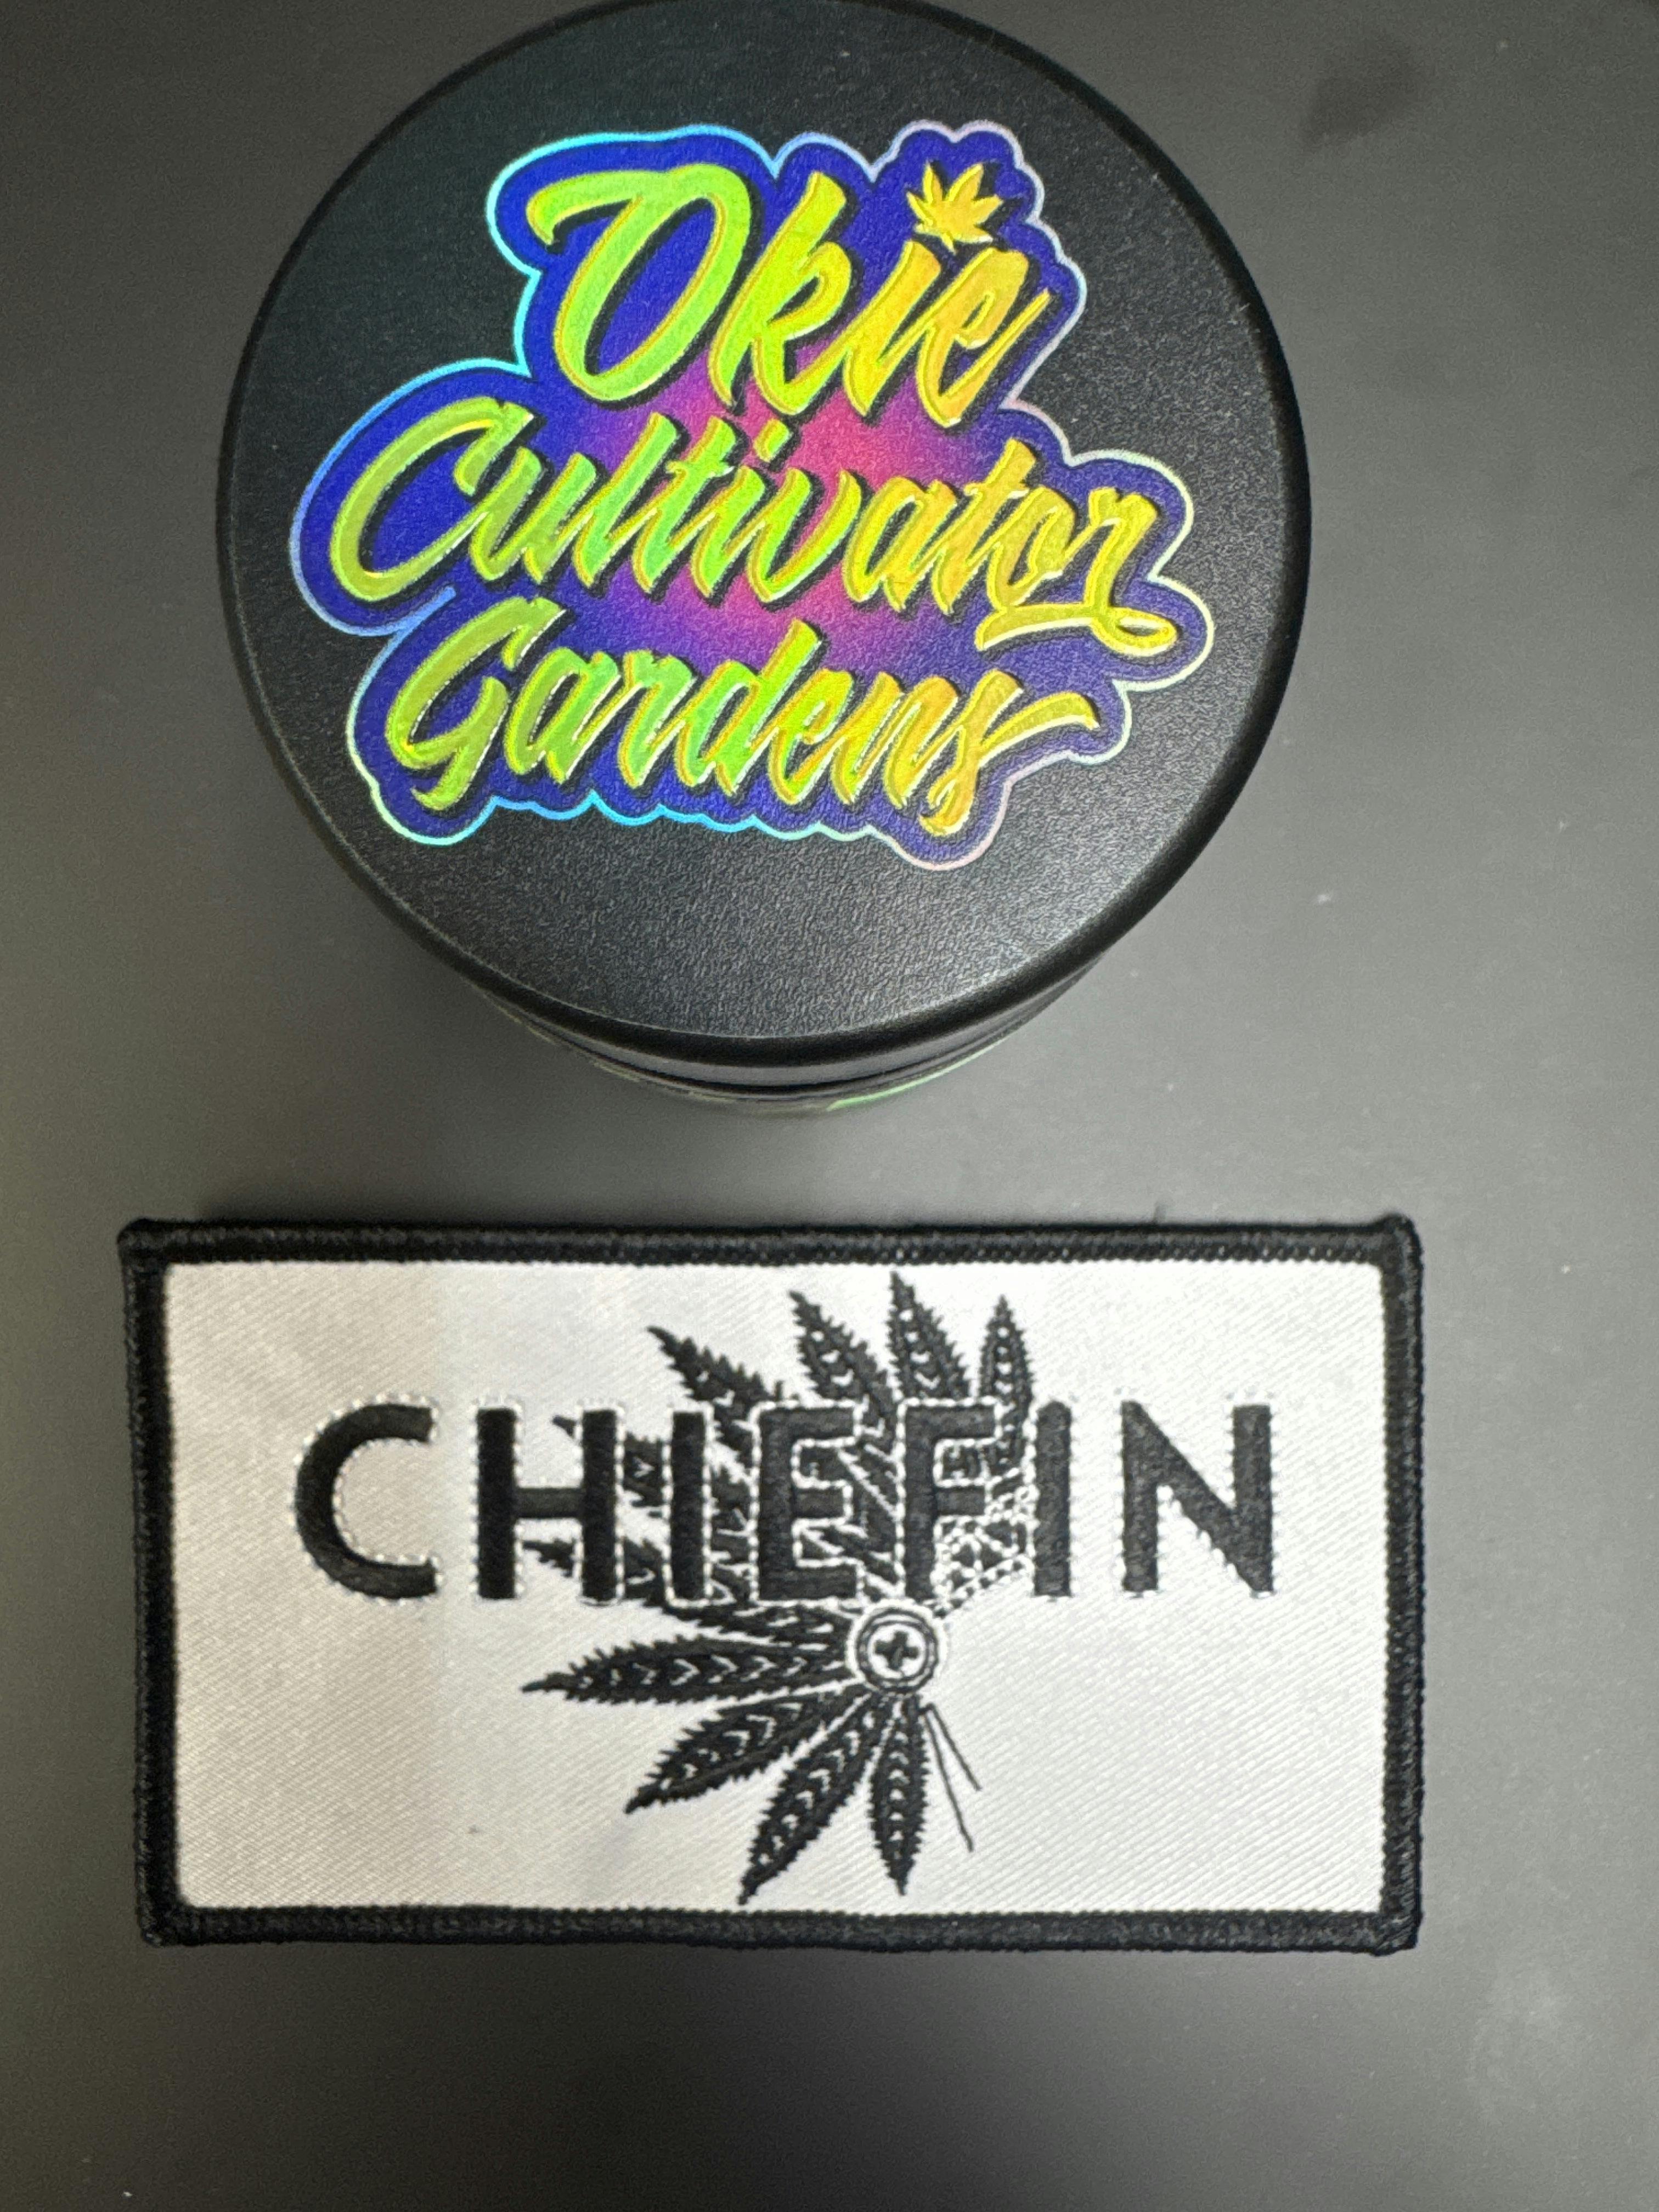 Okie
Cultivator
Gardens
CHIEFIN